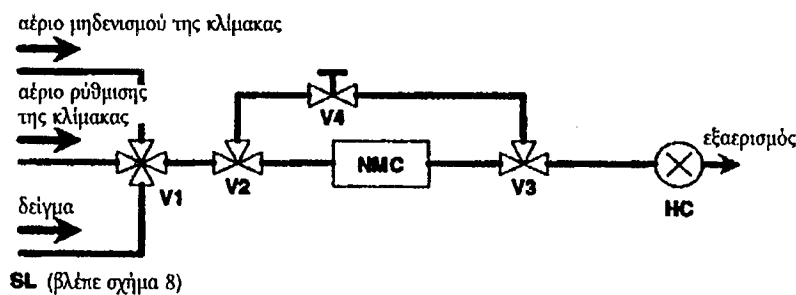 αέριο μηδενισμού της κλίμακας
αέριο ρύθμισης
της κλίμακας
V4
εξαερισμός
NMC
V1
V2
V3
HC
δείγμα
SL (βλέπε σχήμα 8)